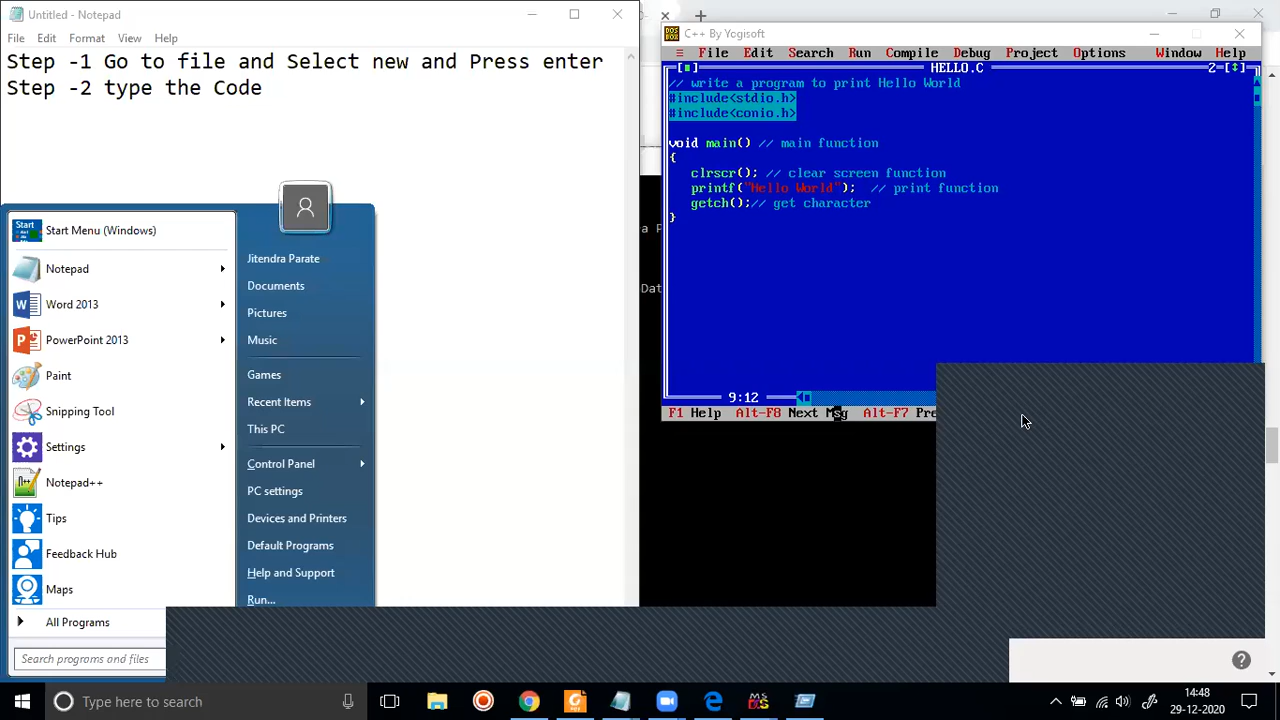 Untitled - Notepad
File Edit Format View Help
Step -1 Go to file and Select new and Press enter
Step -2 type the Code
Start Menu (Windows)
Notepad
Word 2013
PowerPoint 2013
Paint
Snipping Tool
Settings
Notepad++
Tips
Feedback Hub
Maps
All Programs
Search programs and files
Jitendra Parate
Documents
Pictures
Music
Games
Recent Items
This PC
Control Panel
PC settings
Devices and Printers
Default Programs
Help and Support
Run...
C++ By Yogisoft
≡ File Edit Search Run Compile Debug Project Options Window Help
HELLO.C 2
// write a program to print Hello World
#include<stdio.h>
#include<conio.h>
void main() // main function
{
clrscr(); // clear screen function
printf("Hello World"); // print function
getch();// get character
}
9:12
F1 Help Alt-F8 Next Msg Alt-F7 Pre
Dat
Type here to search
14:48
29-12-2020